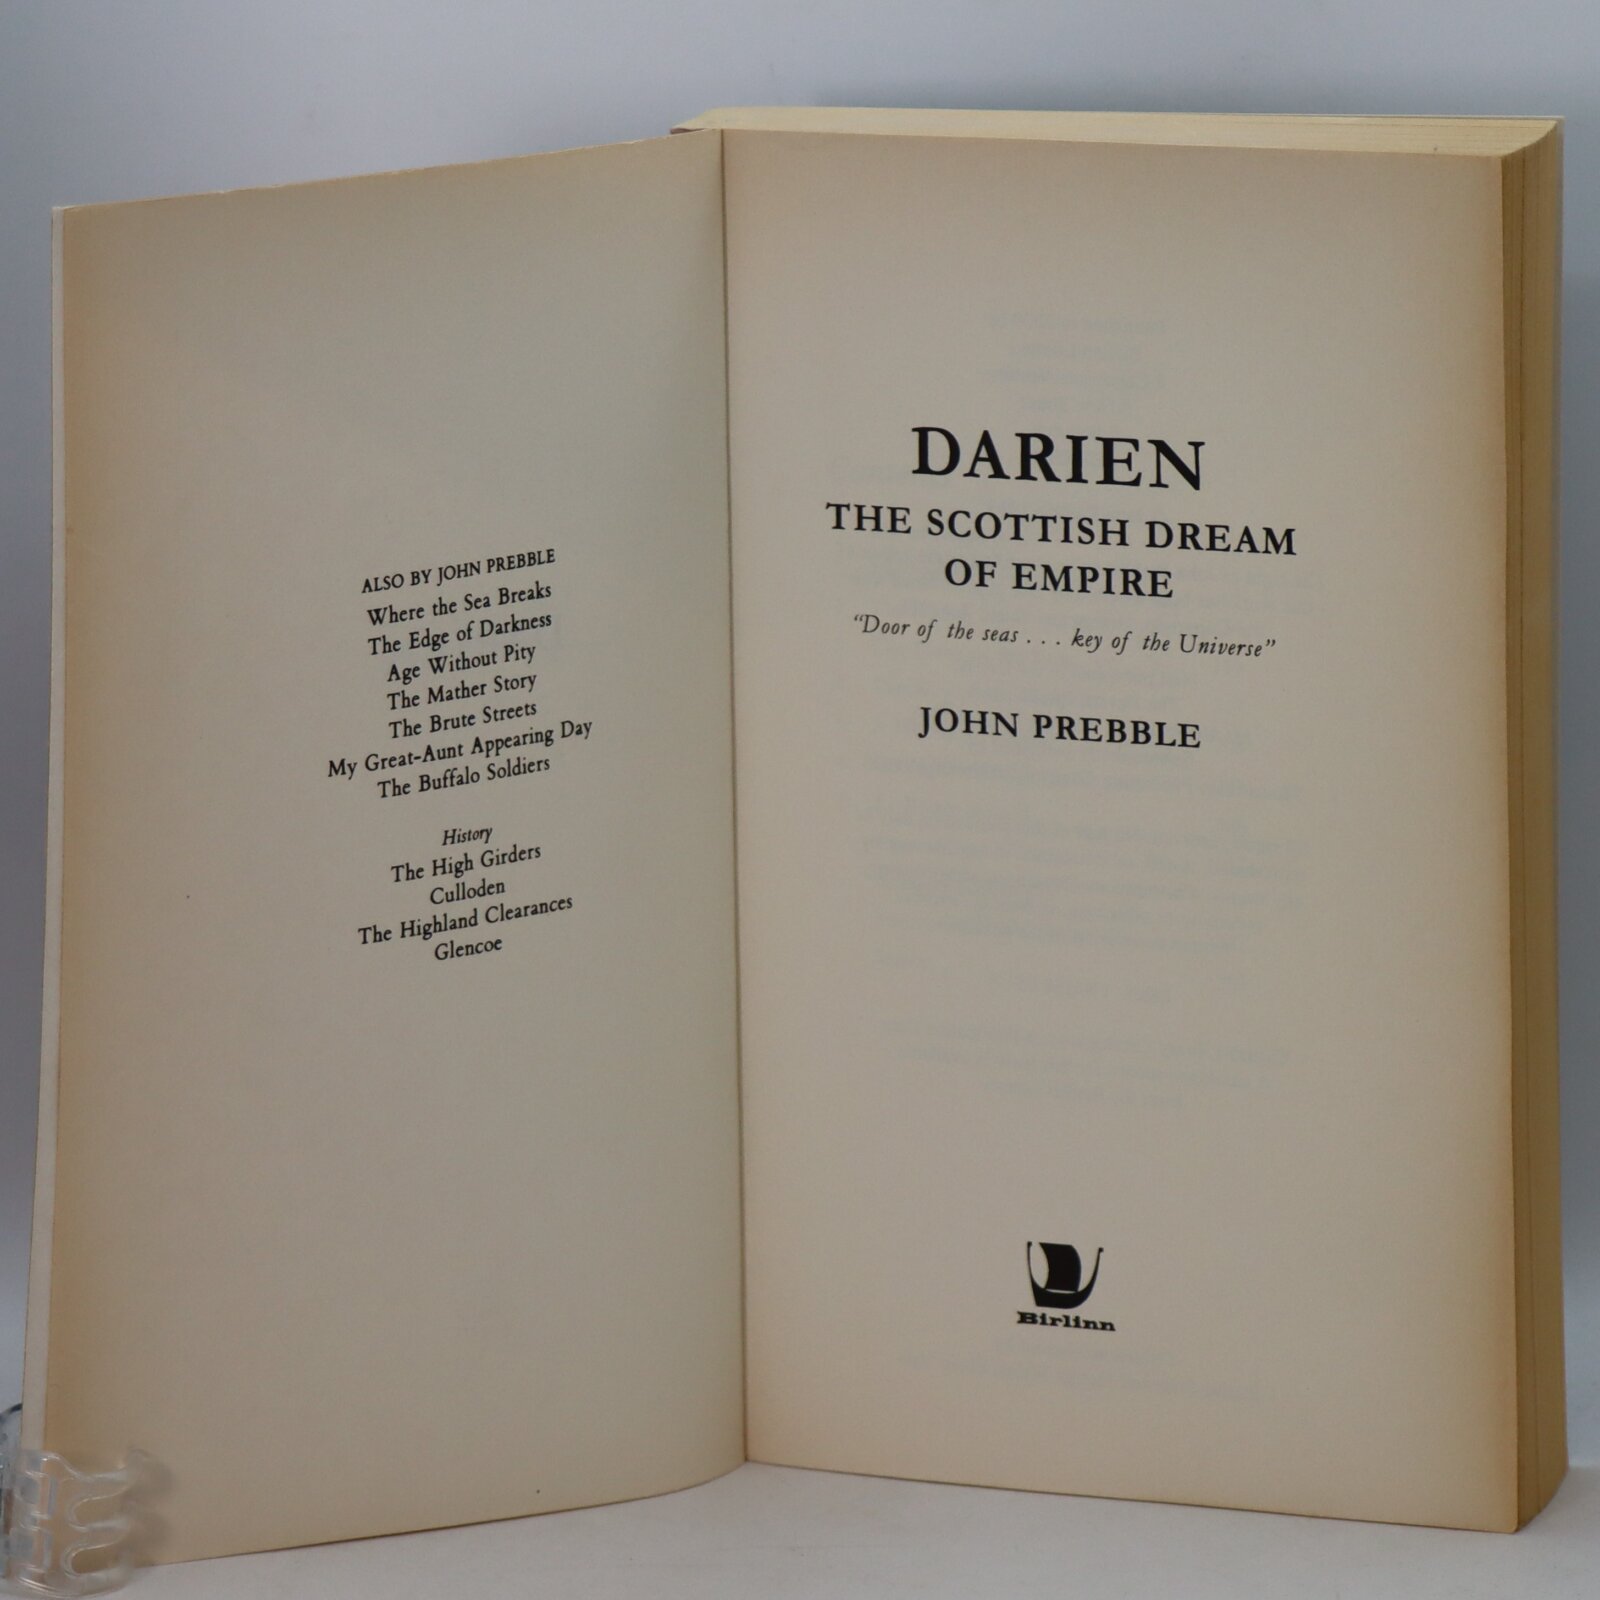 ALSO BY JOHN PREBBLE
Where the Sea Breaks
The Edge of Darkness
Age Without Pity
The Mather Story
The Brute Streets
My Great-Aunt Appearing Day
The Buffalo Soldiers
History
The High Girders
Culloden
The Highland Clearances
Glencoe
DARIEN
THE SCOTTISH DREAM
OF EMPIRE
“Door of the seas . . . key of the Universe”
JOHN PREBBLE
Birlinn